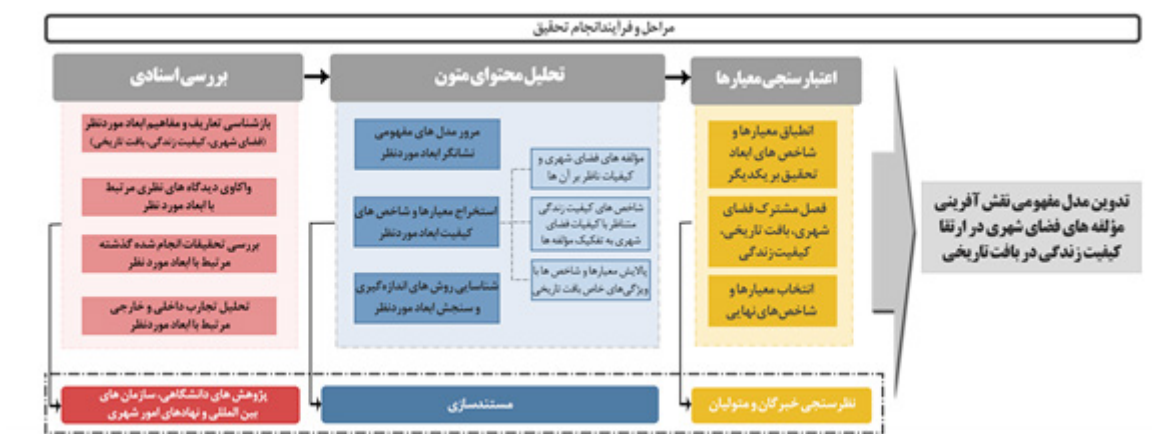 مراحل و فرآیند انجام تحقیق
بررسی اسنادی
بازشناسی تعاریف و مفاهیم ابعاد موردنظر
(فضای شهری، کیفیت زندگی، بافت تاریخی)
واکاوی دیدگاه های نظری مرتبط
با ابعاد مورد نظر
بررسی تحقیقات انجام شده گذشته
مرتبط با ابعاد مورد نظر
تحلیل تجارب داخلی و خارجی
مرتبط با ابعاد موردنظر
پژوهش های دانشگاهی، سازمان های
بین المللی و نهادهای امور شهری
تحلیل محتوای متون
مرور مدل های مفهومی
نشانگر ابعاد موردنظر
استخراج معیارها و شاخص های
کیفیت ابعاد موردنظر
شناسایی روش های اندازه گیری
و سنجش ابعاد موردنظر
مؤلفه های فضای شهری و
کیفیات ناظر بر آن ها
شاخص های کیفیت زندگی
متناظر با کیفیات فضای
شهری به تفکیک مؤلفه ها
پالایش معیارها و شاخص ها با
ویژگی های خاص بافت تاریخی
مستندسازی
اعتبار سنجی معیارها
انطباق معیارها و
شاخص های ابعاد
تحقیق بر یکدیگر
فصل مشترک فضای
شهری، بافت تاریخی،
کیفیت زندگی
انتخاب معیارها و
شاخص های نهایی
نظرسنجی خبرگان و متولیان
تدوین مدل مفهومی نقش آفرینی
مؤلفه های فضای شهری در ارتقا
کیفیت زندگی در بافت تاریخی